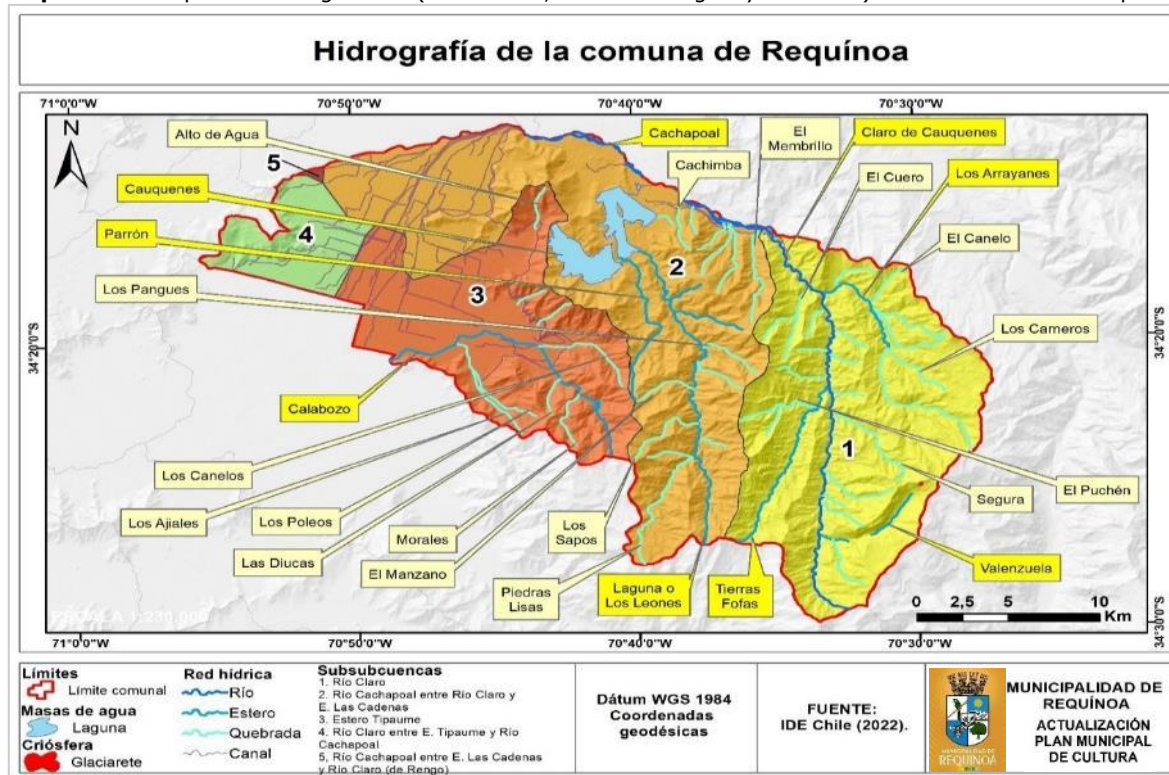 Hidrografía de la comuna de Requínoa
71°0'0"W
70°50'0"W
70°40'0"W
70°30'0"W
N
Alto de Agua
Cachapoal
El
Membrillo
Claro de Cauquenes
5
Cachimba
El Cuero
Los Arrayanes
Cauquenes
4
Parrón
El Canelo
2
Los Pangues
3
34°20'0"S
34°20'0"S
Los Cameros
Calabozo
1
Los Canelos
Segura
El Puchén
Los Ajiales
Los Poleos
Morales
Los
Sapos
Las Diucas
El Manzano
Piedras
Lisas
Laguna o
Los Leones
Tierras
Fofas
Valenzuela
0 2,5 5 10
Km
34°30'0"S
71°0'0"W
70°50'0"W
70°40'0"W
70°30'0"W
Límites
Límite comunal
Masas de agua
Laguna
Criósfera
Glaciarete
Red hídrica
Río
Estero
Quebrada
Canal
Subsubcuencas
1. Río Claro
2. Río Cachapoal entre Río Claro y
E. Las Cadenas
3. Estero Tipaume
4. Río Claro entre E. Tipaume y Río
Cachapoal
5, Río Cachapoal entre E. Las Cadenas
y Río Claro (de Rengo)
Dátum WGS 1984
Coordenadas
geodésicas
FUENTE:
IDE Chile (2022).
MUNICIPALIDAD DE
REQUINOA
MUNICIPALIDAD DE
REQUÍNOA
ACTUALIZACIÓN
PLAN MUNICIPAL
DE CULTURA